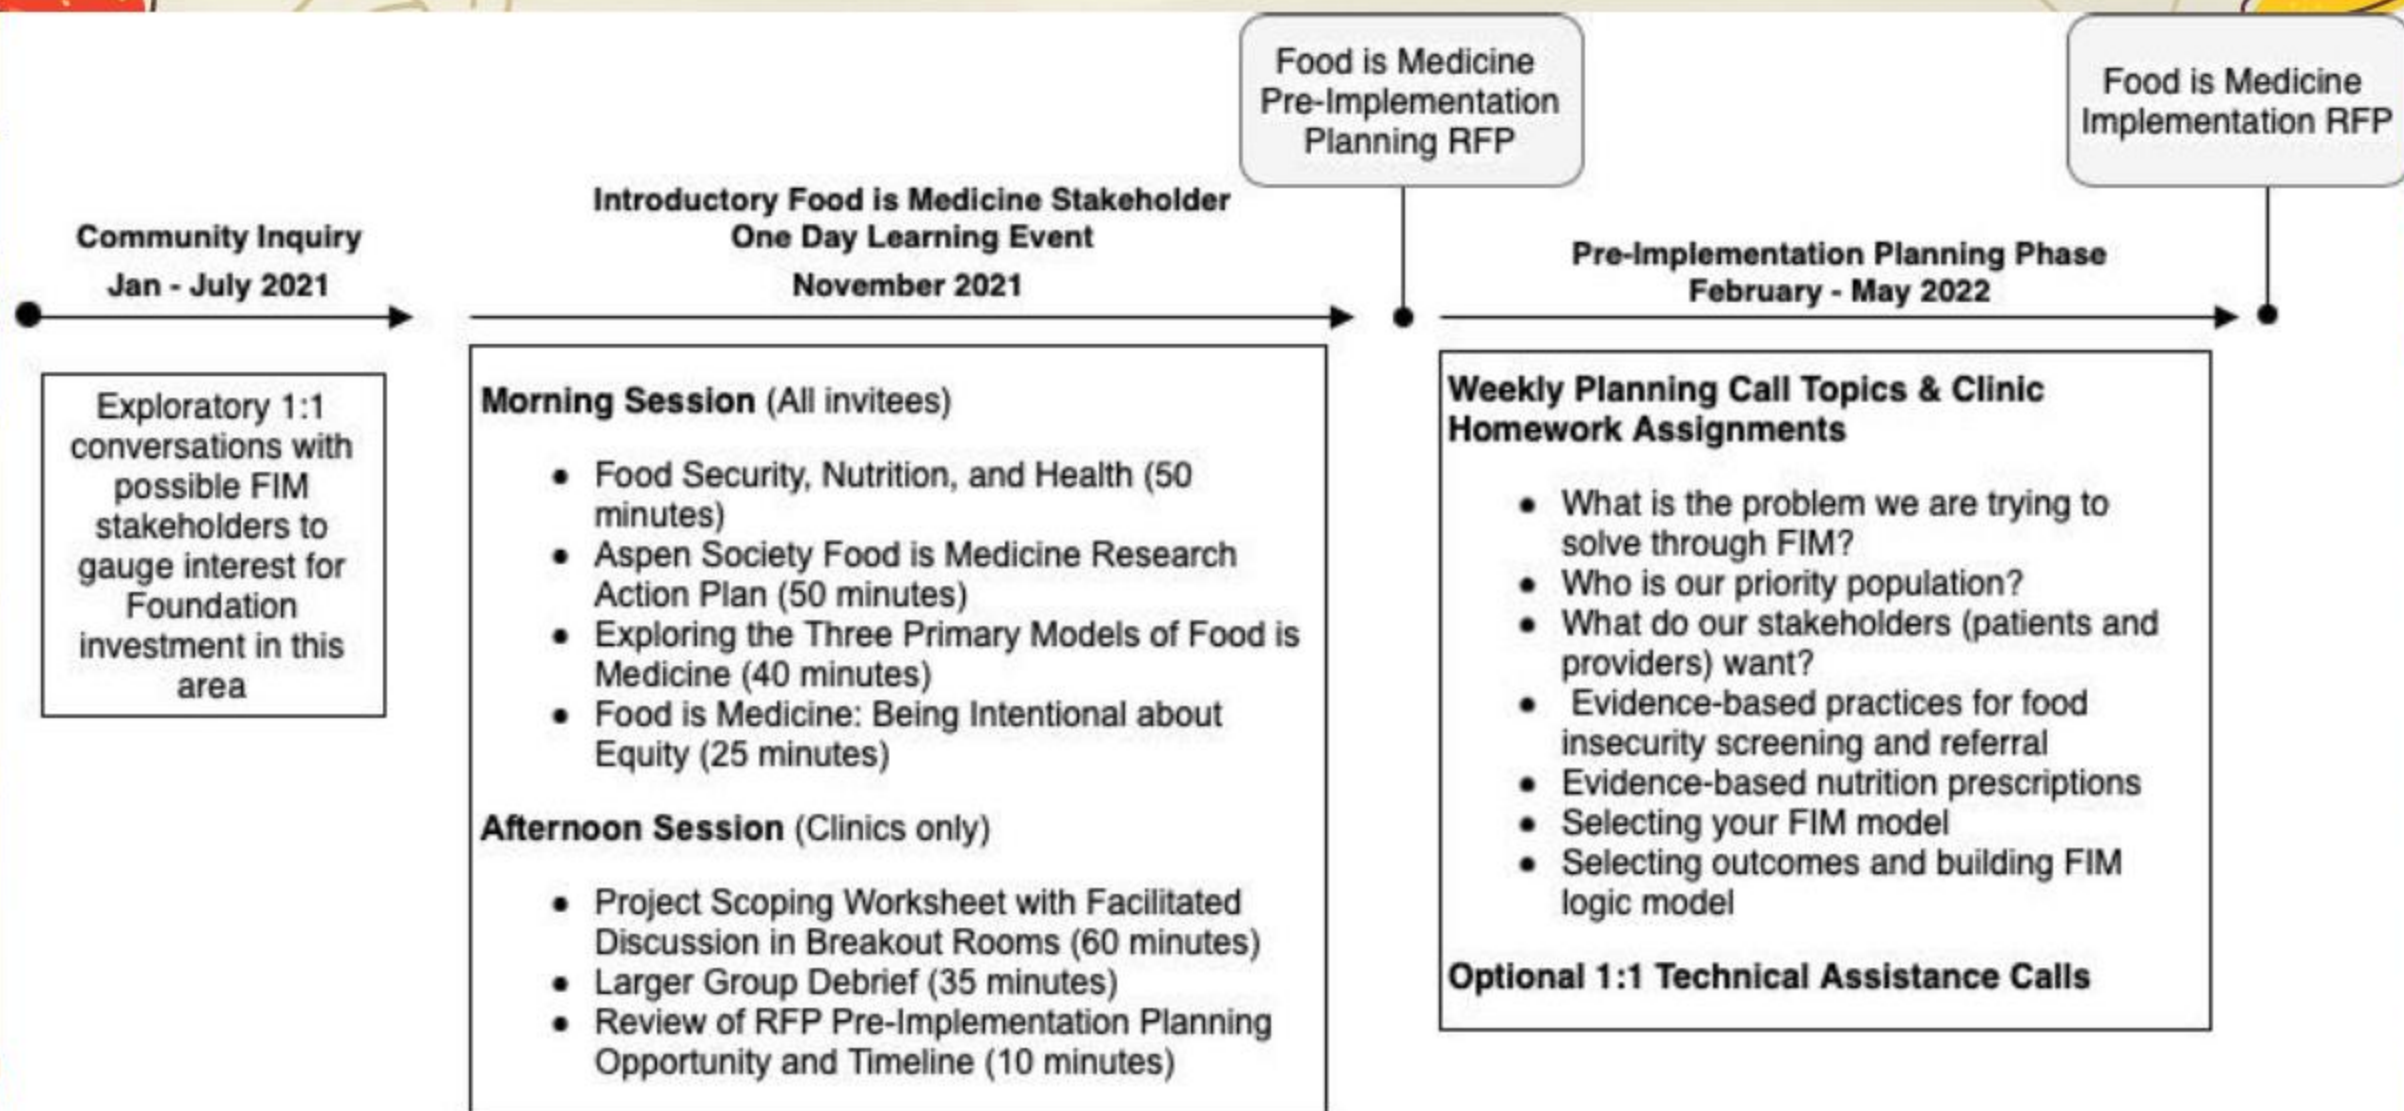 Food is Medicine
Pre-Implementation
Planning RFP
Food is Medicine
Implementation RFP
Community Inquiry
Jan - July 2021
Introductory Food is Medicine Stakeholder
One Day Learning Event
November 2021
Pre-Implementation Planning Phase
February - May 2022
Exploratory 1:1
conversations with
possible FIM
stakeholders to
gauge interest for
Foundation
investment in this
area
Morning Session (All invitees)
• Food Security, Nutrition, and Health (50
minutes)
• Aspen Society Food is Medicine Research
Action Plan (50 minutes)
• Exploring the Three Primary Models of Food is
Medicine (40 minutes)
• Food is Medicine: Being Intentional about
Equity (25 minutes)
Afternoon Session (Clinics only)
• Project Scoping Worksheet with Facilitated
Discussion in Breakout Rooms (60 minutes)
• Larger Group Debrief (35 minutes)
• Review of RFP Pre-Implementation Planning
Opportunity and Timeline (10 minutes)
Weekly Planning Call Topics & Clinic
Homework Assignments
• What is the problem we are trying to
solve through FIM?
• Who is our priority population?
• What do our stakeholders (patients and
providers) want?
• Evidence-based practices for food
insecurity screening and referral
• Evidence-based nutrition prescriptions
• Selecting your FIM model
• Selecting outcomes and building FIM
logic model
Optional 1:1 Technical Assistance Calls